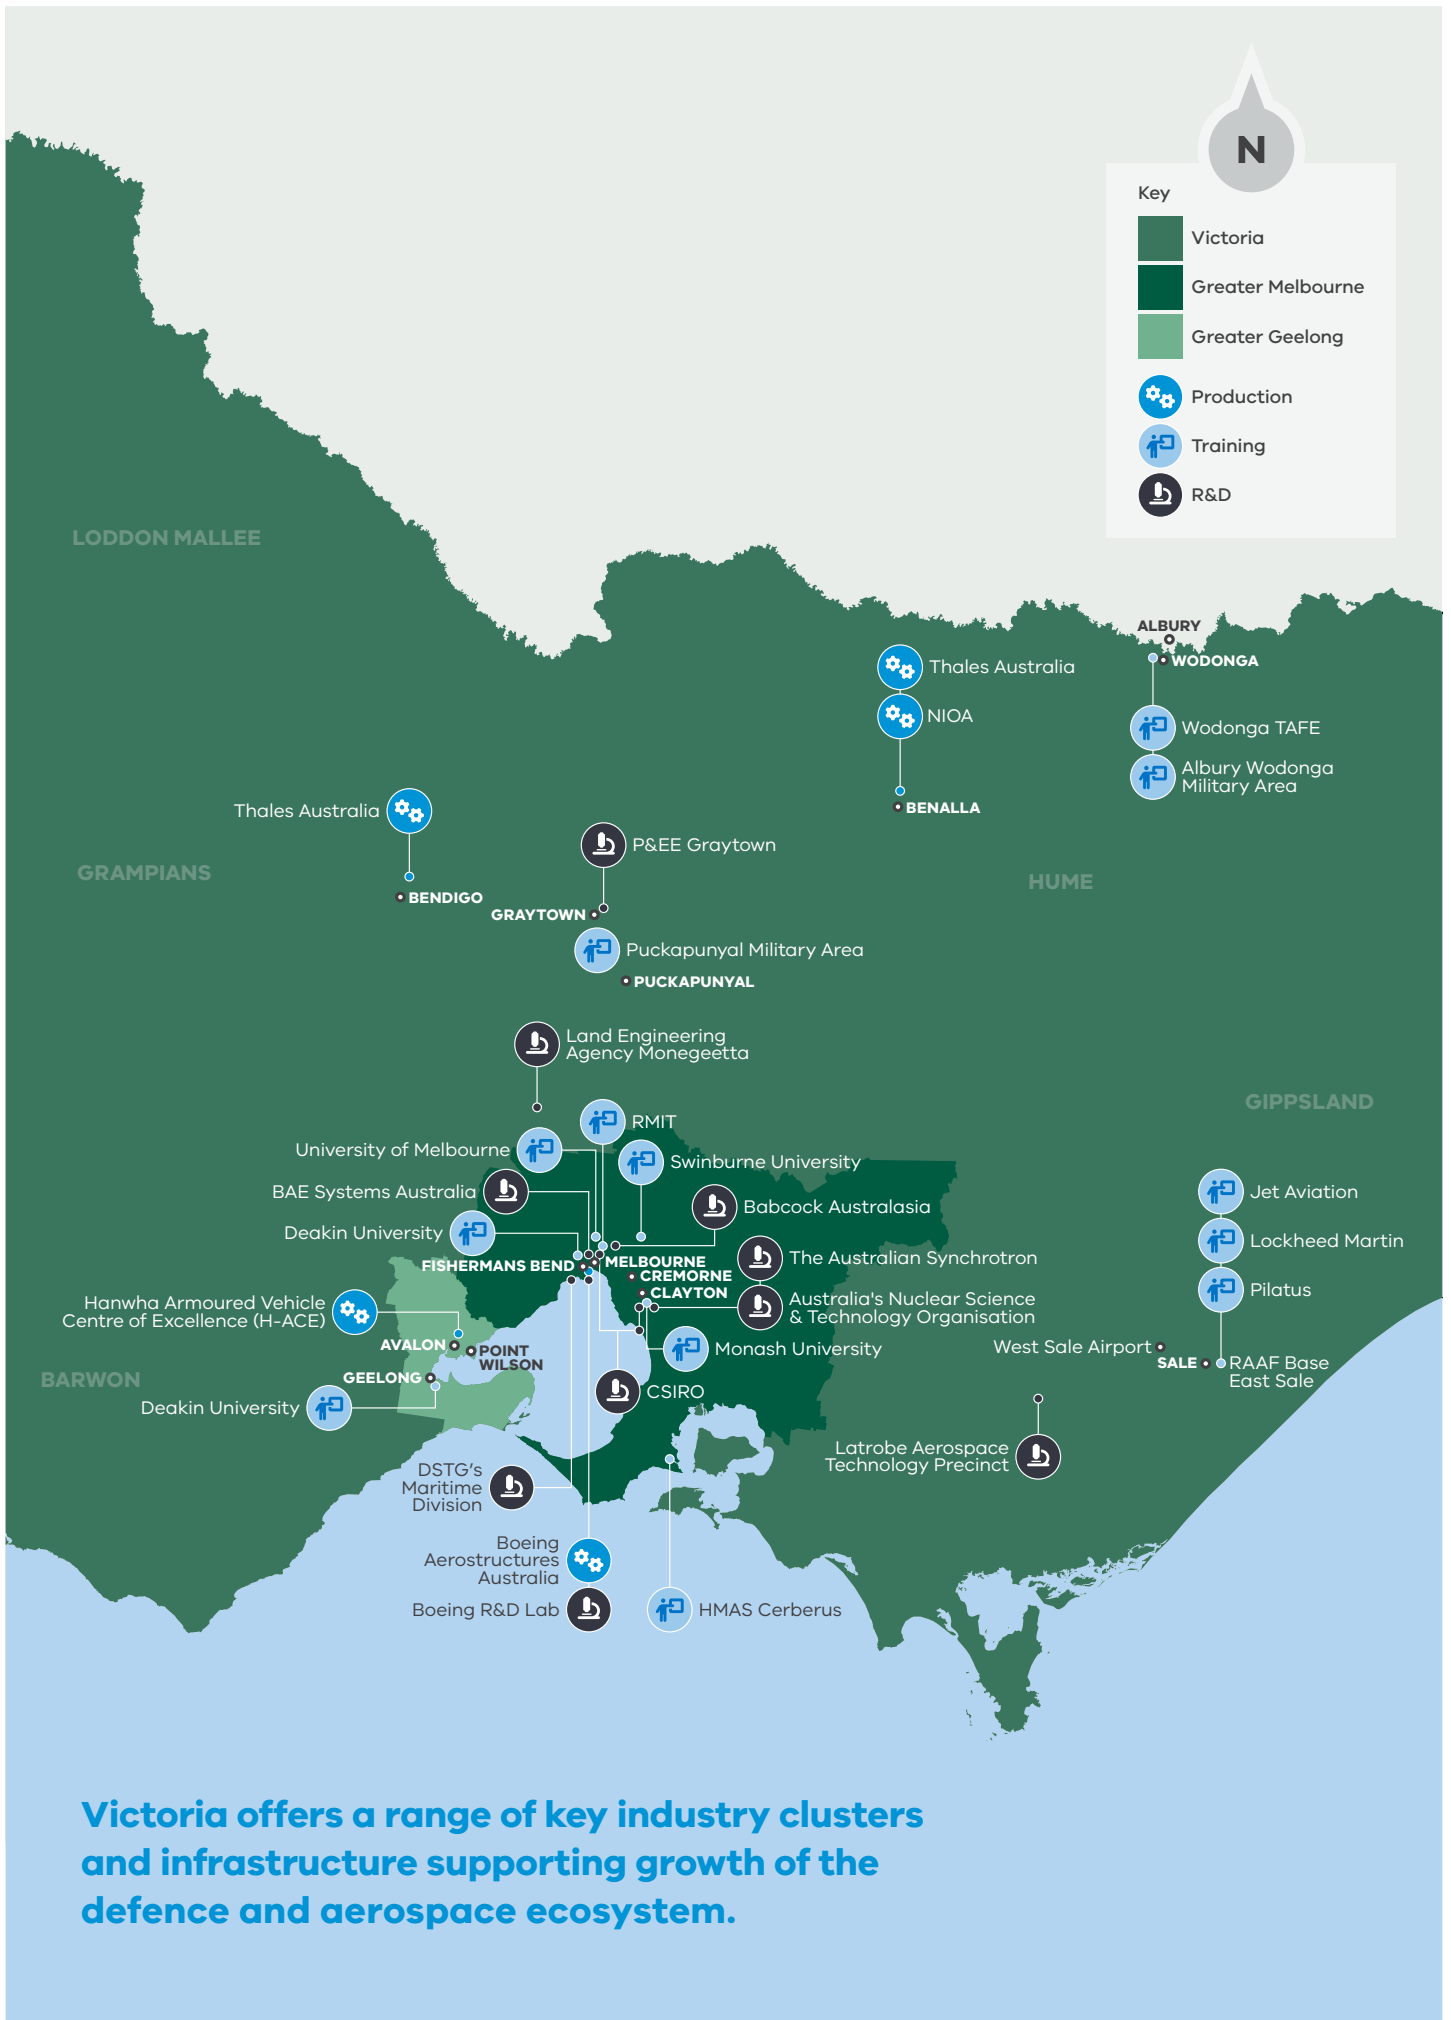 N
Key
Victoria
Greater Melbourne
Greater Geelong
Production
Training
R&D
LODDON MALLEE
ALBURY
WODONGA
Thales Australia
NIOA
Wodonga TAFE
Albury Wodonga
Military Area
BENALLA
Thales Australia
P&EE Graytown
GRAMPIANS
HUME
BENDIGO
GRAYTOWN
Puckapunyal Military Area
PUCKAPUNYAL
Land Engineering
Agency Monegeetta
GIPPSLAND
RMIT
University of Melbourne
Swinburne University
BAE Systems Australia
Babcock Australasia
Deakin University
Jet Aviation
Lockheed Martin
Pilatus
The Australian Synchrotron
FISHERMANS BEND
MELBOURNE
CREMORNE
CLAYTON
Hanwha Armoured Vehicle
Centre of Excellence (H-ACE)
Australia's Nuclear Science
& Technology Organisation
AVALON
POINT
WILSON
Monash University
West Sale Airport
SALE
RAAF Base
East Sale
BARWON
GEELONG
CSIRO
Deakin University
Latrobe Aerospace
Technology Precinct
DSTG's
Maritime
Division
Boeing
Aerostructures
Australia
Boeing R&D Lab
HMAS Cerberus
Victoria offers a range of key industry clusters
and infrastructure supporting growth of the
defence and aerospace ecosystem.